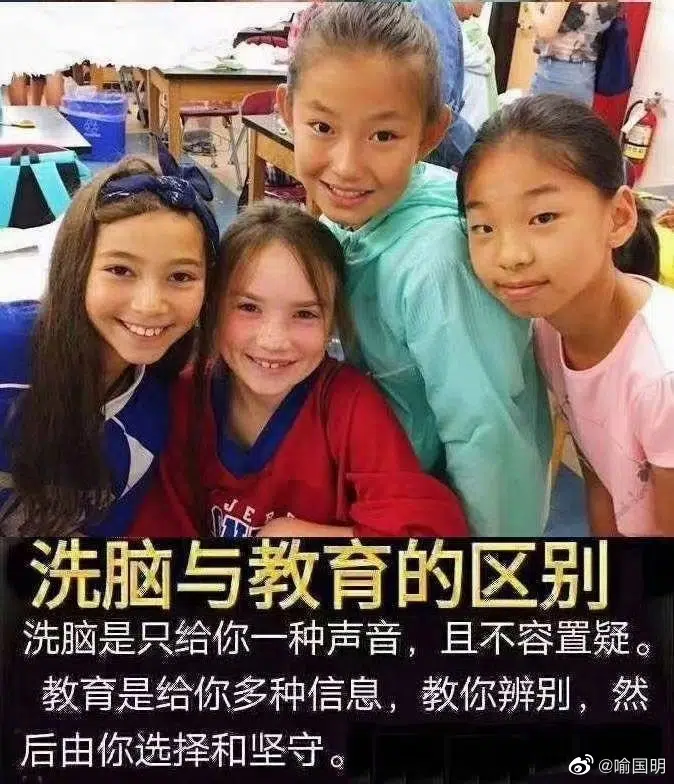 JE
洗脑与教育的区别
洗脑是只给你一种声音，且不容置疑。
教育是给你多种信息，教你辨别，然
后由你选择和坚守。
@喻国明